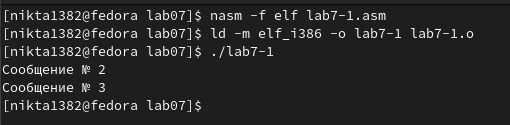 [nikta1382@fedora lab07]$ nasm -f elf lab7-1.asm
[nikta1382@fedora lab07]$ ld -m elf_i386 -o lab7-1 lab7-1.o
[nikta1382@fedora lab07]$ ./lab7-1
Сообщение № 2
Сообщение № 3
[nikta1382@fedora lab07]$